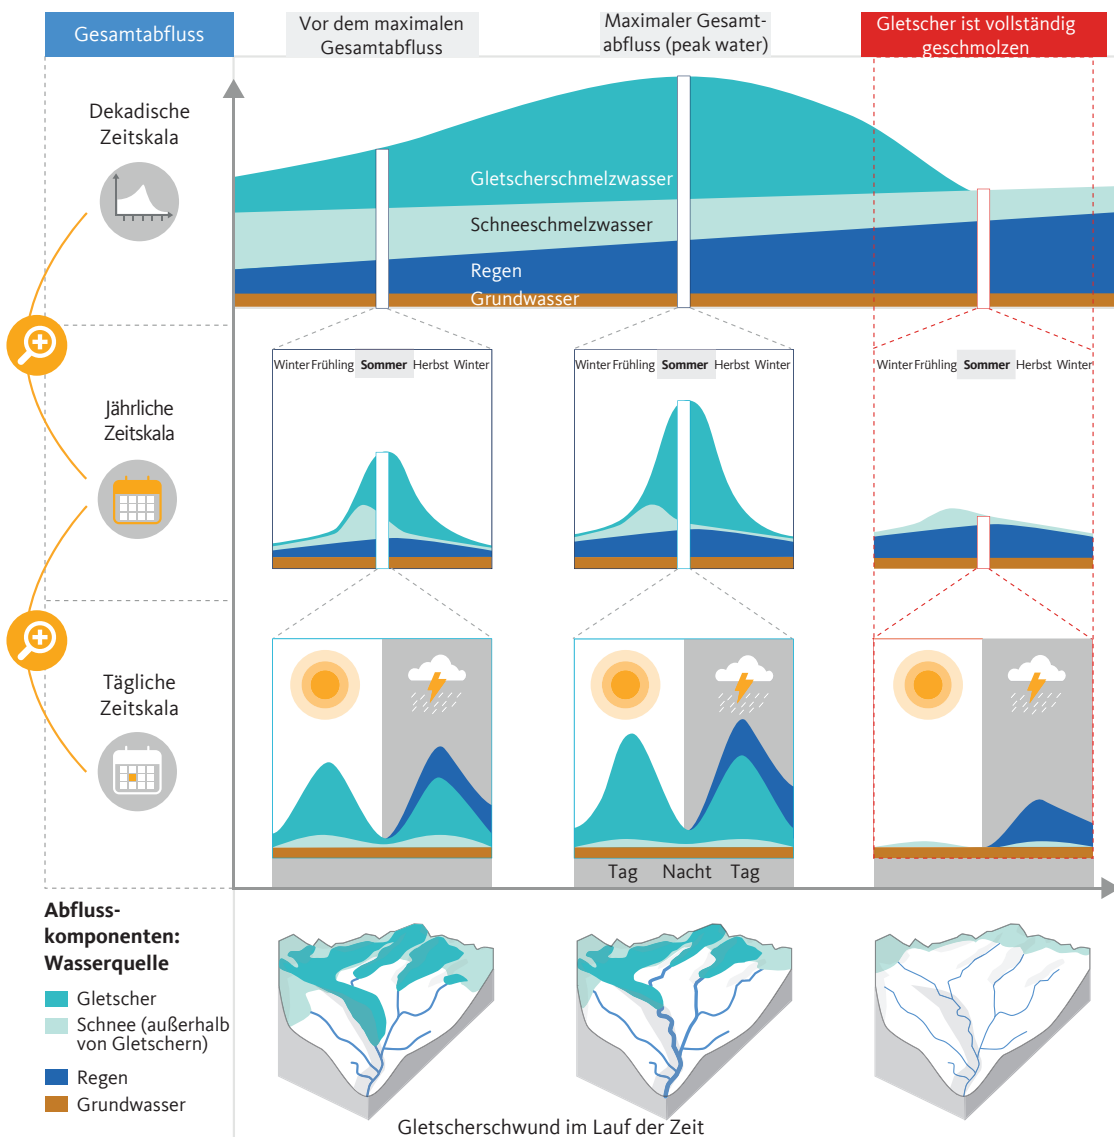 Gesamtabfluss
Vor dem maximalen
Gesamtabfluss
Maximaler Gesamt-
abfluss (peak water)
Gletscher ist vollständig
geschmolzen
Dekadische
Zeitskala
Gletscherschmelzwasser
Schneeschmelzwasser
Regen
Grundwasser
Winter Frühling Sommer Herbst Winter
Winter Frühling Sommer Herbst Winter
Winter Frühling Sommer Herbst Winter
Jährliche
Zeitskala
Tägliche
Zeitskala
Tag Nacht Tag
Abfluss-
komponenten:
Wasserquelle
Gletscher
Schnee (außerhalb
von Gletschern)
Regen
Grundwasser
Gletscherschwund im Lauf der Zeit